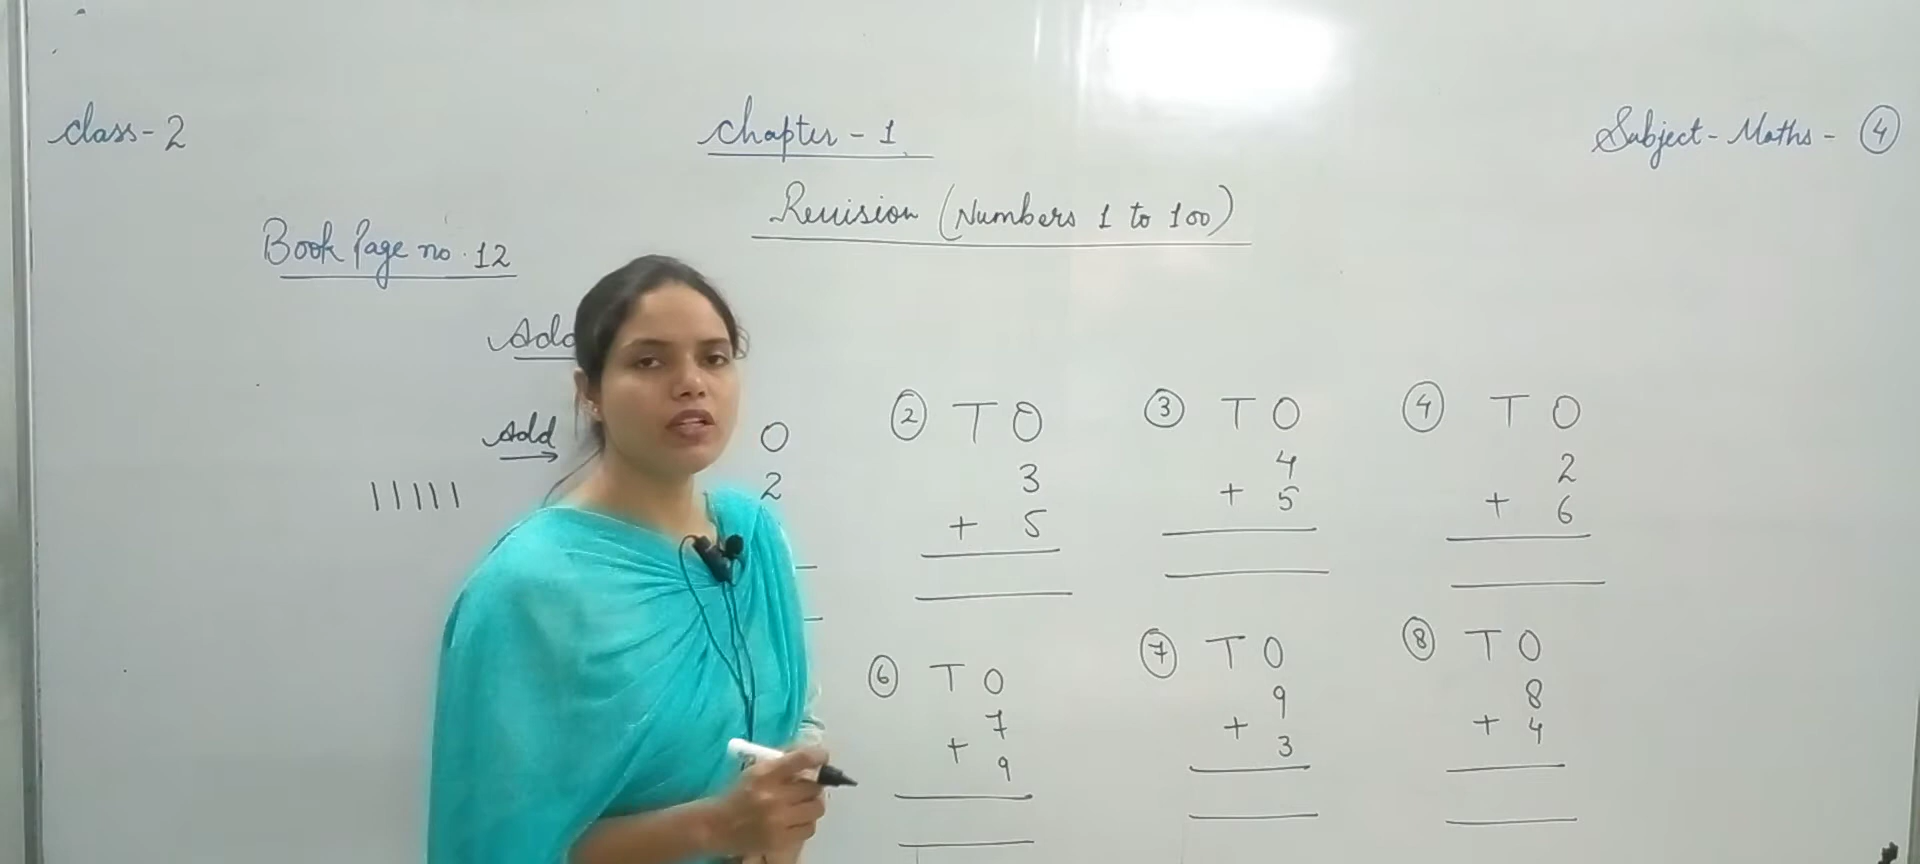 Class - 2 Chapter - 1 Subject - Maths - 4
Revision (Numbers 1 to 100)
Book Page no. 12
Add
Add O
2
2 T O
3
+ 5
3 T O
4
+ 5
4 T O
2
+ 6
6 T O
7
+ 9
7 T O
9
+ 3
8 T O
8
+ 4